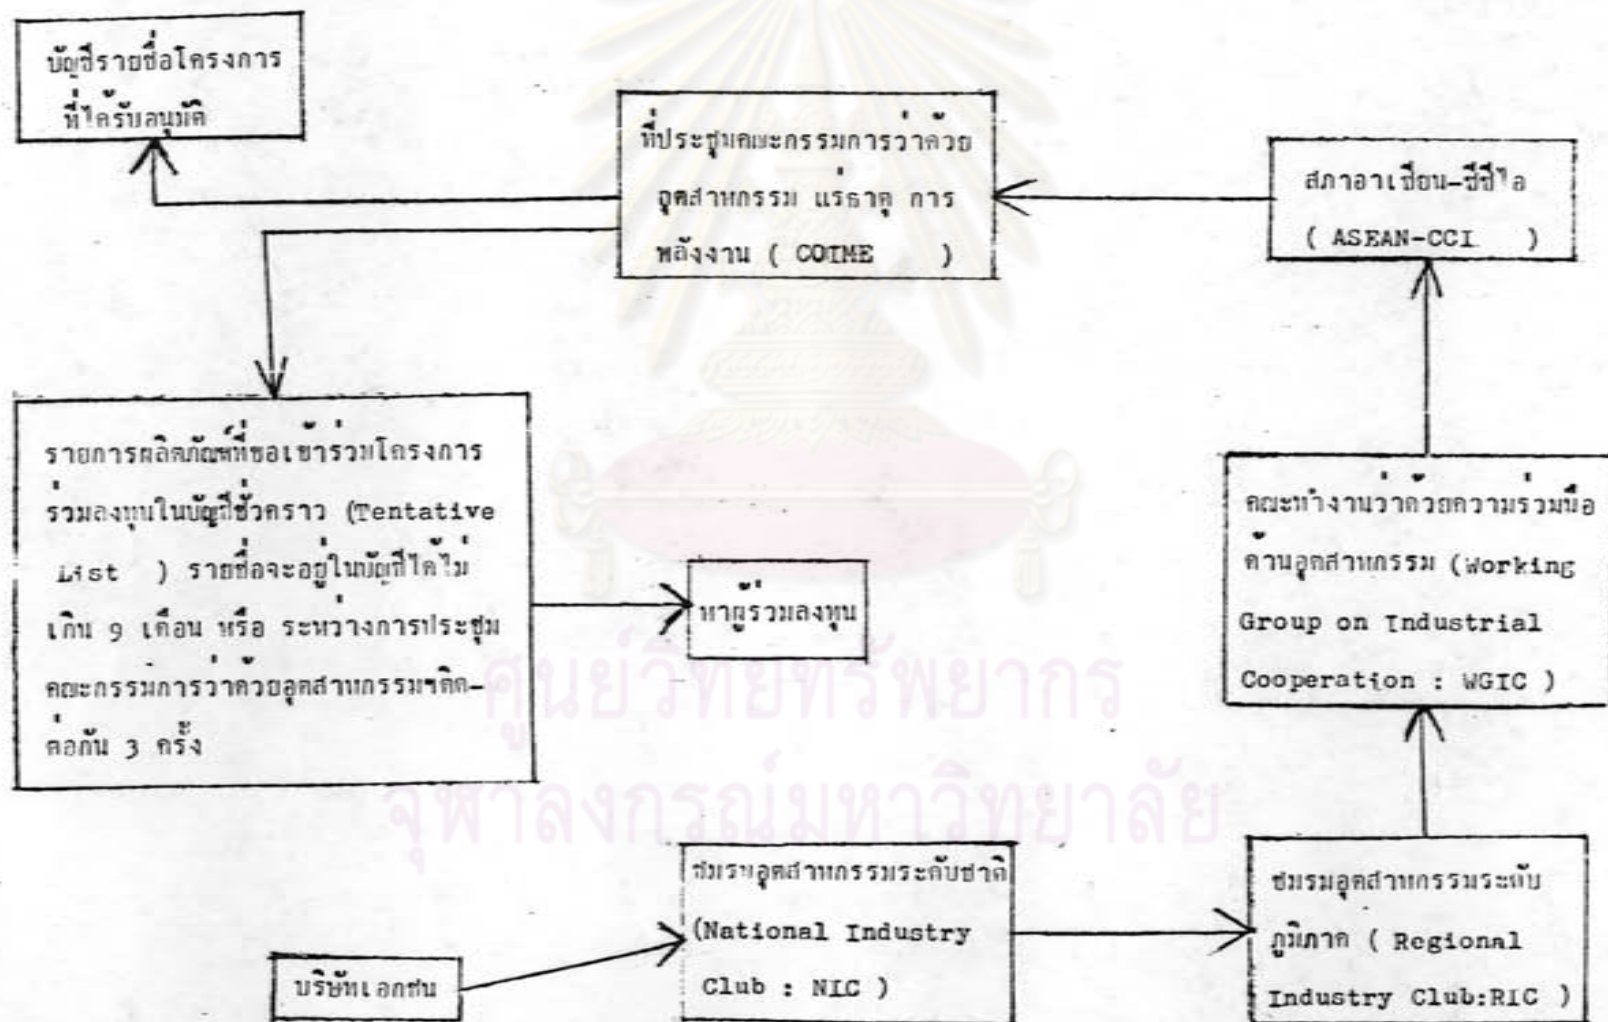 บัญชีรายชื่อโครงการ
ที่ได้รับอนุมัติ
ที่ประชุมคณะกรรมการว่าด้วย
อุตสาหกรรม แร่ธาตุ การ
พลังงาน ( COIME )
สภาอาเซียน-ซีซีไอ
( ASEAN-CCI )
รายการผลิตภัณฑ์ที่ขอเข้าร่วมโครงการ
ร่วมลงทุนในบัญชีชั่วคราว (Tentative
List ) รายชื่อจะอยู่ในบัญชีได้ไม่
เกิน 9 เดือน หรือ ระหว่างการประชุม
คณะกรรมการว่าด้วยอุตสาหกรรมฯติด-
ต่อกัน 3 ครั้ง
หาผู้ร่วมลงทุน
คณะทำงานว่าด้วยความร่วมมือ
ด้านอุตสาหกรรม (Working
Group on Industrial
Cooperation : WGIC )
ศูนย์วิทยทรัพยากร
จุฬาลงกรณ์มหาวิทยาลัย
ชมรมอุตสาหกรรมระดับชาติ
(National Industry
Club : NIC )
ชมรมอุตสาหกรรมระดับ
ภูมิภาค ( Regional
Industry Club:RIC )
บริษัทเอกชน